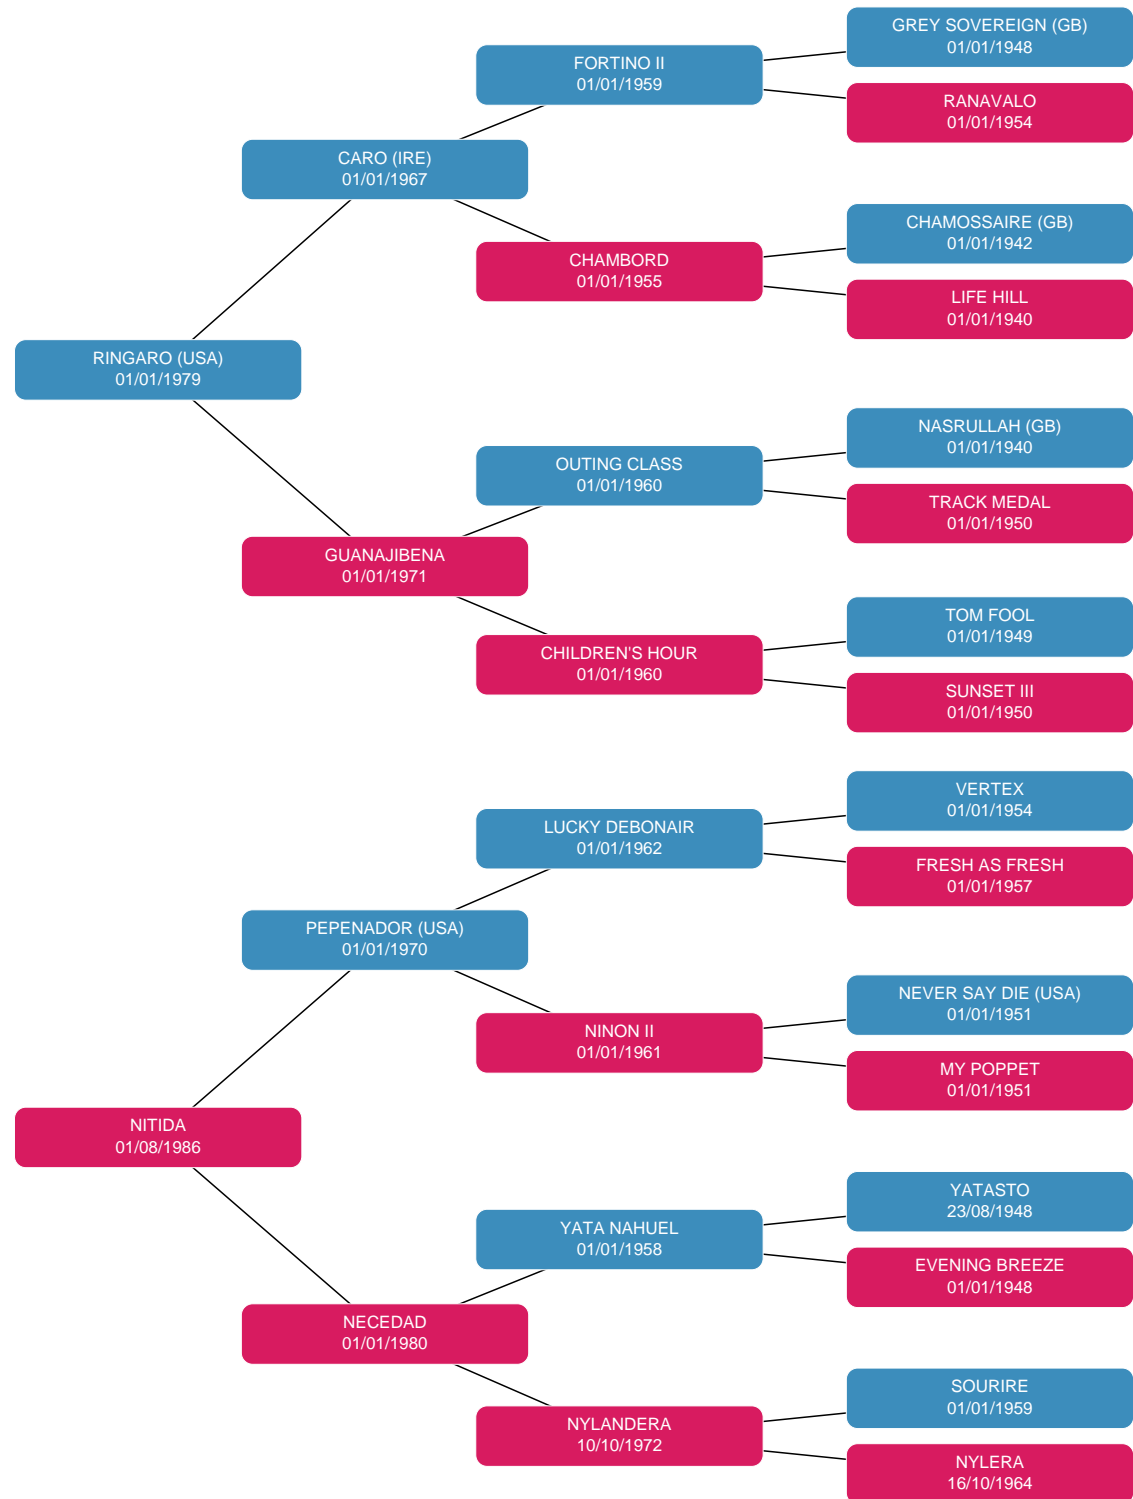 GREY SOVEREIGN (GB)
01/01/1948
FORTINO II
01/01/1959
RANAVALO
01/01/1954
CARO (IRE)
01/01/1967
CHAMOSSAIRE (GB)
01/01/1942
CHAMBORD
01/01/1955
LIFE HILL
01/01/1940
RINGARO (USA)
01/01/1979
NASRULLAH (GB)
01/01/1940
OUTING CLASS
01/01/1960
TRACK MEDAL
01/01/1950
GUANAJIBENA
01/01/1971
TOM FOOL
01/01/1949
CHILDREN'S HOUR
01/01/1960
SUNSET III
01/01/1950
VERTEX
01/01/1954
LUCKY DEBONAIR
01/01/1962
FRESH AS FRESH
01/01/1957
PEPENADOR (USA)
01/01/1970
NEVER SAY DIE (USA)
01/01/1951
NINON II
01/01/1961
MY POPPET
01/01/1951
NITIDA
01/08/1986
YATASTO
23/08/1948
YATA NAHUEL
01/01/1958
EVENING BREEZE
01/01/1948
NECEDAD
01/01/1980
SOURIRE
01/01/1959
NYLANDERA
10/10/1972
NYLERA
16/10/1964